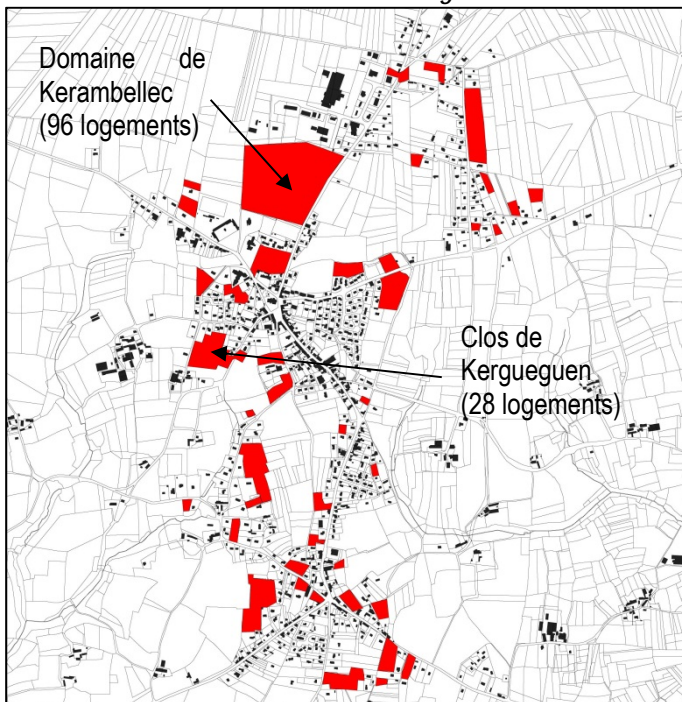 Domaine de
Kerambellec
(96 logements)
Clos de
Kergueguen
(28 logements)